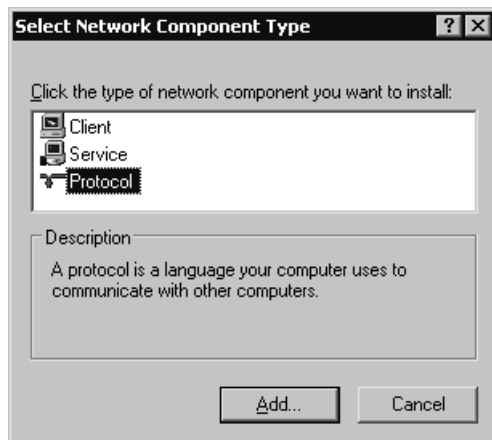 Select Network Component Type
? X
Click the type of network component you want to install:
Client
Service
Protocol
Description
A protocol is a language your computer uses to
communicate with other computers.
Add... Cancel